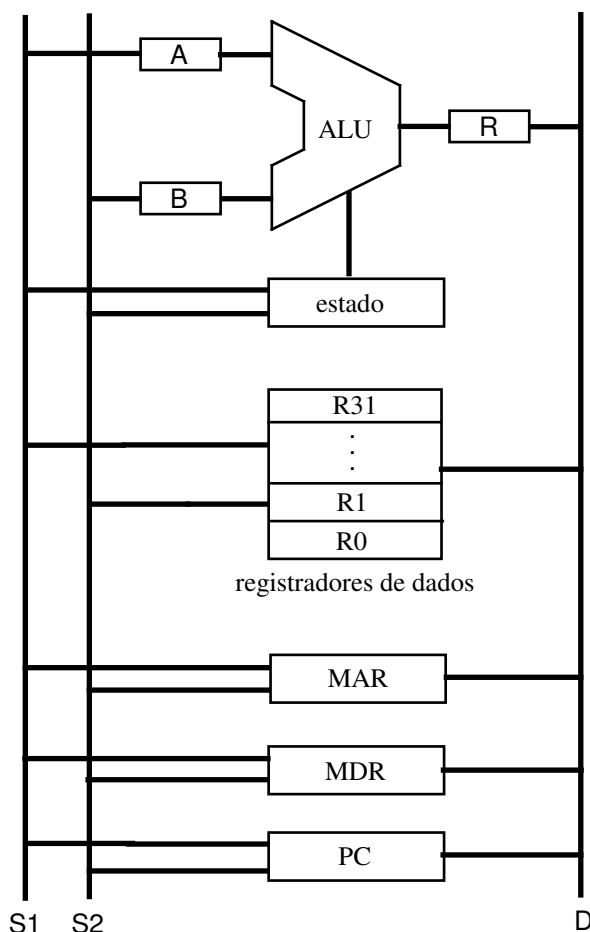 A
ALU
R
B
estado
R31
.
.
.
R1
R0
registradores de dados
MAR
MDR
PC
S1 S2 D